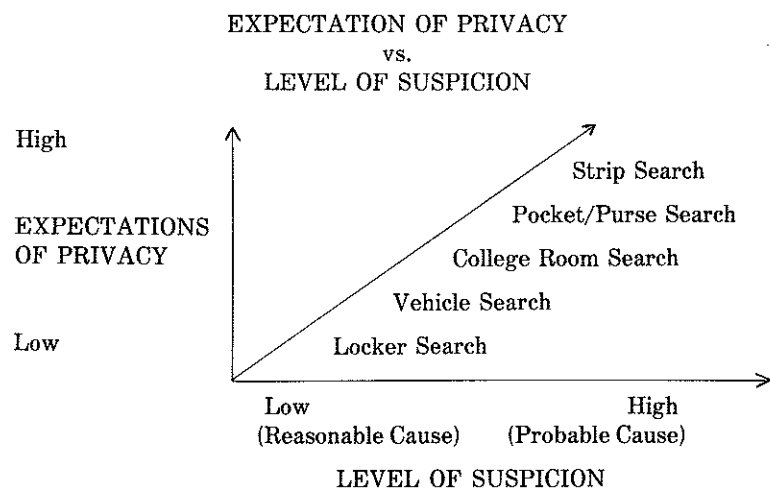 EXPECTATION OF PRIVACY
vs.
LEVEL OF SUSPICION
High
Strip Search
Pocket/Purse Search
EXPECTATIONS
OF PRIVACY
College Room Search
Vehicle Search
Low
Locker Search
Low
High
(Reasonable Cause)
(Probable Cause)
LEVEL OF SUSPICION